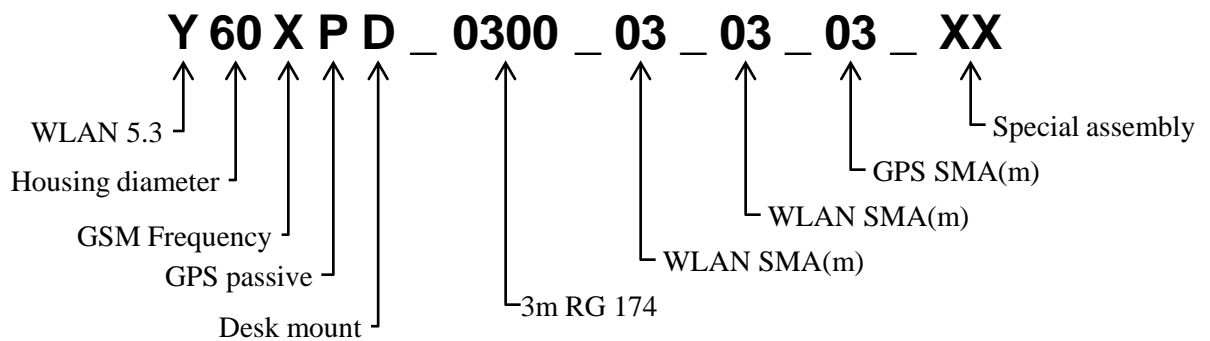 Y 60 X P D _ 0300 _ 03 _ 03 _ 03 _ XX
WLAN 5.3
Special assembly
Housing diameter
GPS SMA(m)
WLAN SMA(m)
GSM Frequency
WLAN SMA(m)
GPS passive
3m RG 174
Desk mount